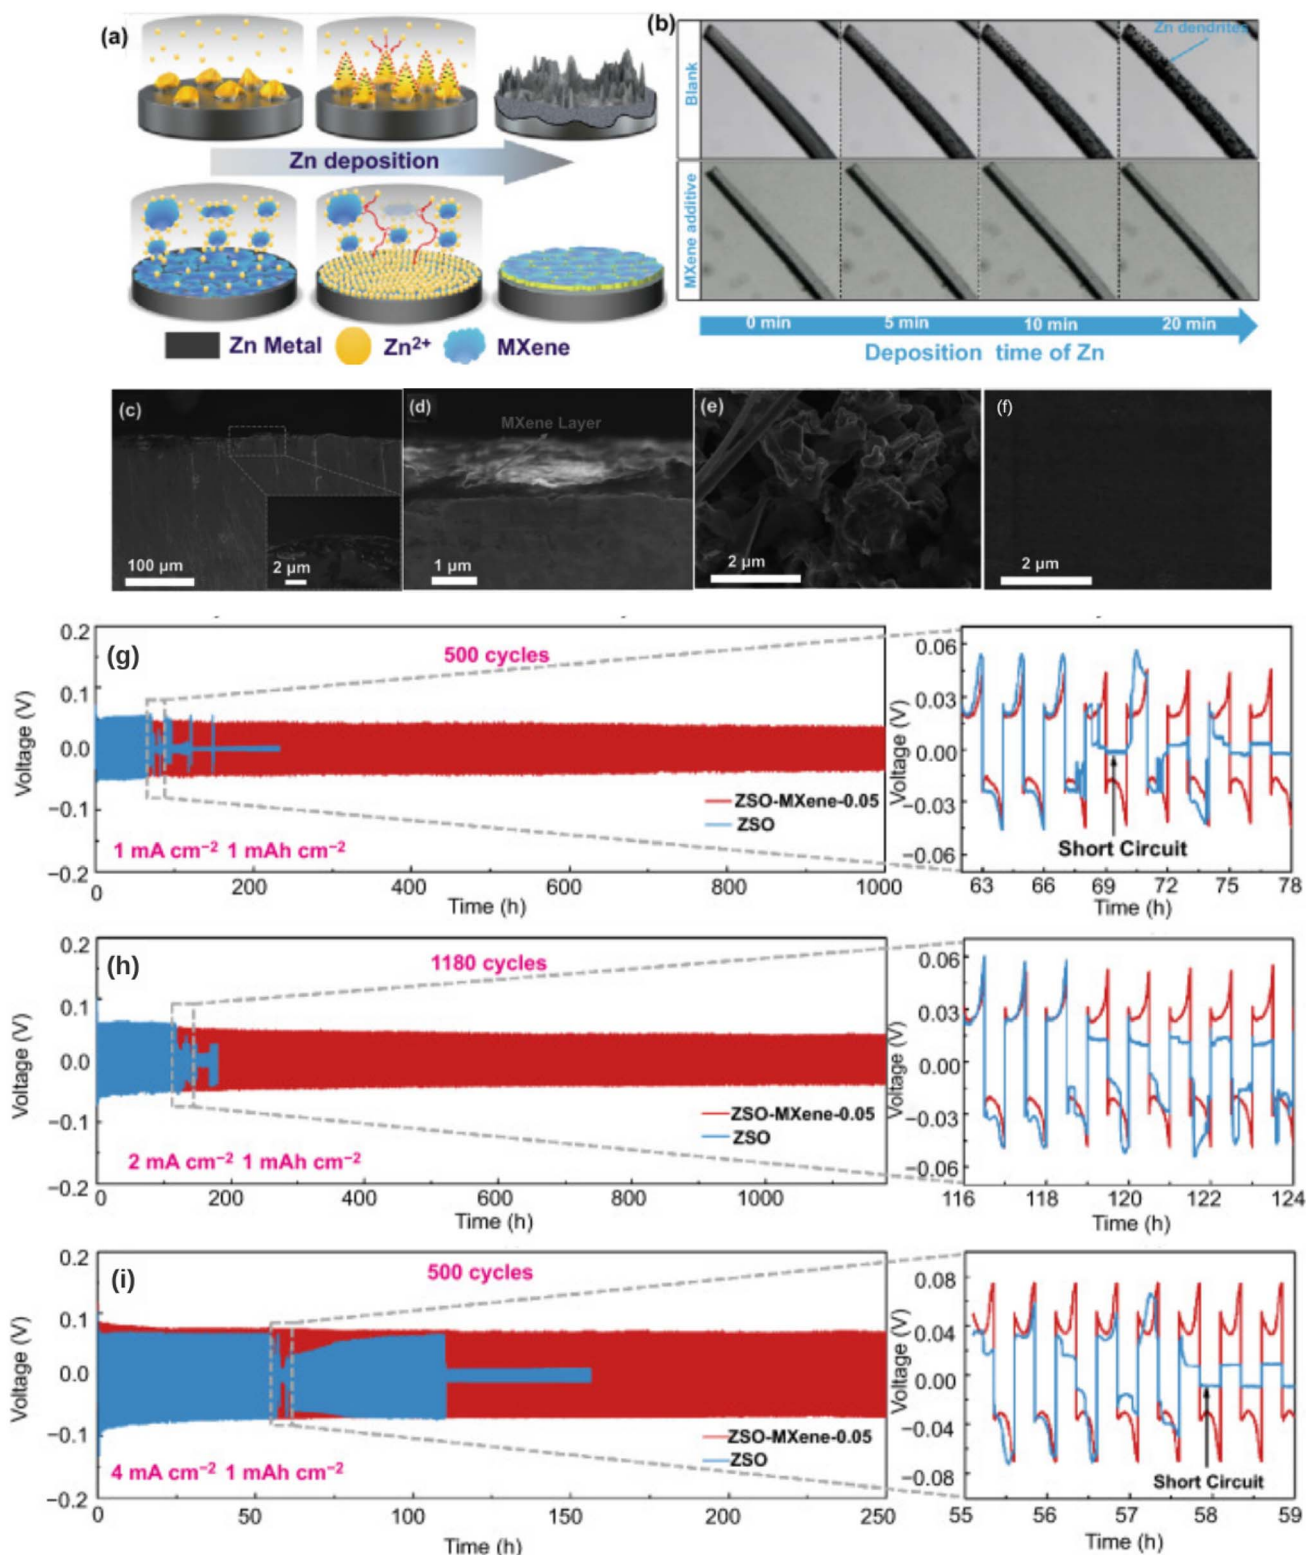 (a)
Zn deposition
Zn Metal
Zn²⁺
MXene
(b)
Blank
Zn dendrites
MXene additive
0 min
5 min
10 min
20 min
Deposition time of Zn
(c)
100 µm
2 µm
(d)
MXene Layer
1 µm
(e)
2 µm
(f)
2 µm
(g)
500 cycles
Voltage (V)
0.2
0.1
0.0
−0.1
−0.2
ZSO-MXene-0.05
ZSO
1 mA cm⁻² 1 mAh cm⁻²
0
200
400
600
800
1000
Time (h)
Voltage (V)
0.06
0.03
0.00
−0.03
−0.06
Short Circuit
63
66
69
72
75
78
Time (h)
(h)
1180 cycles
Voltage (V)
0.2
0.1
0.0
−0.1
−0.2
ZSO-MXene-0.05
ZSO
2 mA cm⁻² 1 mAh cm⁻²
0
200
400
600
800
1000
Time (h)
Voltage (V)
0.06
0.03
0.00
−0.03
−0.06
116
118
120
122
124
Time (h)
(i)
500 cycles
Voltage (V)
0.2
0.1
0.0
−0.1
−0.2
ZSO-MXene-0.05
ZSO
4 mA cm⁻² 1 mAh cm⁻²
0
50
100
150
200
250
Time (h)
Voltage (V)
0.08
0.04
0.00
−0.04
−0.08
Short Circuit
55
56
57
58
59
Time (h)